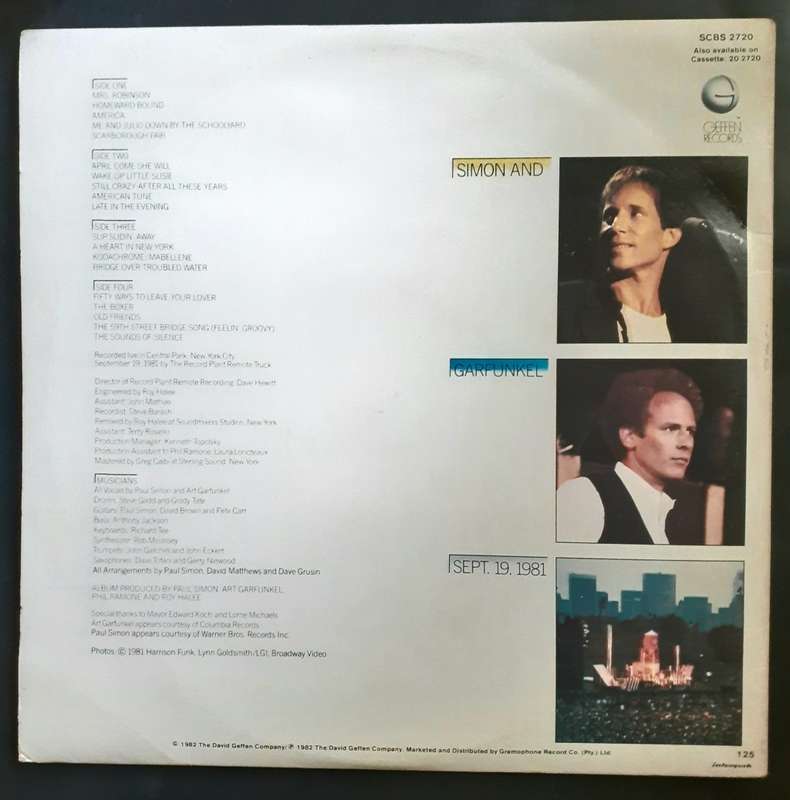 SCBS 2720
Also available on
Cassette: 20 2720
GEFFEN
RECORDS
SIDE ONE
MRS. ROBINSON
HOMEWARD BOUND
AMERICA
ME AND JULIO DOWN BY THE SCHOOLYARD
SCARBOROUGH FAIR
SIDE TWO
APRIL COME SHE WILL
WAKE UP LITTLE SUSIE
STILL CRAZY AFTER ALL THESE YEARS
AMERICAN TUNE
LATE IN THE EVENING
SIDE THREE
SLIP SLIDIN' AWAY
A HEART IN NEW YORK
KODACHROME/MABELLENE
BRIDGE OVER TROUBLED WATER
SIDE FOUR
FIFTY WAYS TO LEAVE YOUR LOVER
THE BOXER
OLD FRIENDS
THE 59TH STREET BRIDGE SONG (FEELIN' GROOVY)
THE SOUNDS OF SILENCE
Recorded live in Central Park, New York City
September 19, 1981 by The Record Plant Remote Truck
Director of Record Plant Remote Recording: Dave Hewitt
Engineered by Roy Halee
Assistant: John Mathias
Recordist: Steve Barish
Remixed by Roy Halee at Soundmixers Studios, New York
Assistant: Terry Rosiello
Production Manager: Kenneth Topolsky
Production Assistant to Phil Ramone: Laura Loncteaux
Mastered by Greg Calbi at Sterling Sound, New York
MUSICIANS
All Vocals by Paul Simon and Art Garfunkel
Drums: Steve Gadd and Grady Tate
Guitars: Paul Simon, David Brown and Pete Carr
Bass: Anthony Jackson
Keyboards: Richard Tee
Synthesizer: Rob Mounsey
Trumpets: John Gatchell and John Eckert
Saxophones: Dave Tofani and Gerry Niewood
All Arrangements by Paul Simon, David Matthews and Dave Grusin
ALBUM PRODUCED BY PAUL SIMON, ART GARFUNKEL,
PHIL RAMONE AND ROY HALEE
Special thanks to Mayor Edward Koch and Lorne Michaels
Art Garfunkel appears courtesy of Columbia Records
Paul Simon appears courtesy of Warner Bros. Records Inc.
Photos: © 1981 Harrison Funk, Lynn Goldsmith/LGI, Broadway Video
SIMON AND
GARFUNKEL
SEPT. 19, 1981
© 1982 The David Geffen Company/℗ 1982 The David Geffen Company. Marketed and Distributed by Gramophone Record Co. (Pty.) Ltd.
125